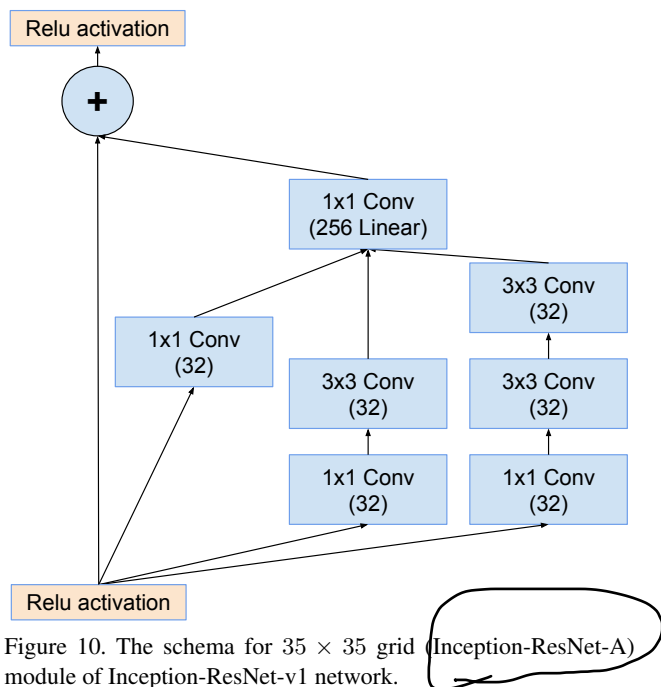 Relu activation
+
1x1 Conv
(256 Linear)
3x3 Conv
(32)
1x1 Conv
(32)
3x3 Conv
(32)
3x3 Conv
(32)
1x1 Conv
(32)
1x1 Conv
(32)
Relu activation
Figure 10. The schema for 35 × 35 grid (Inception-ResNet-A)
module of Inception-ResNet-v1 network.